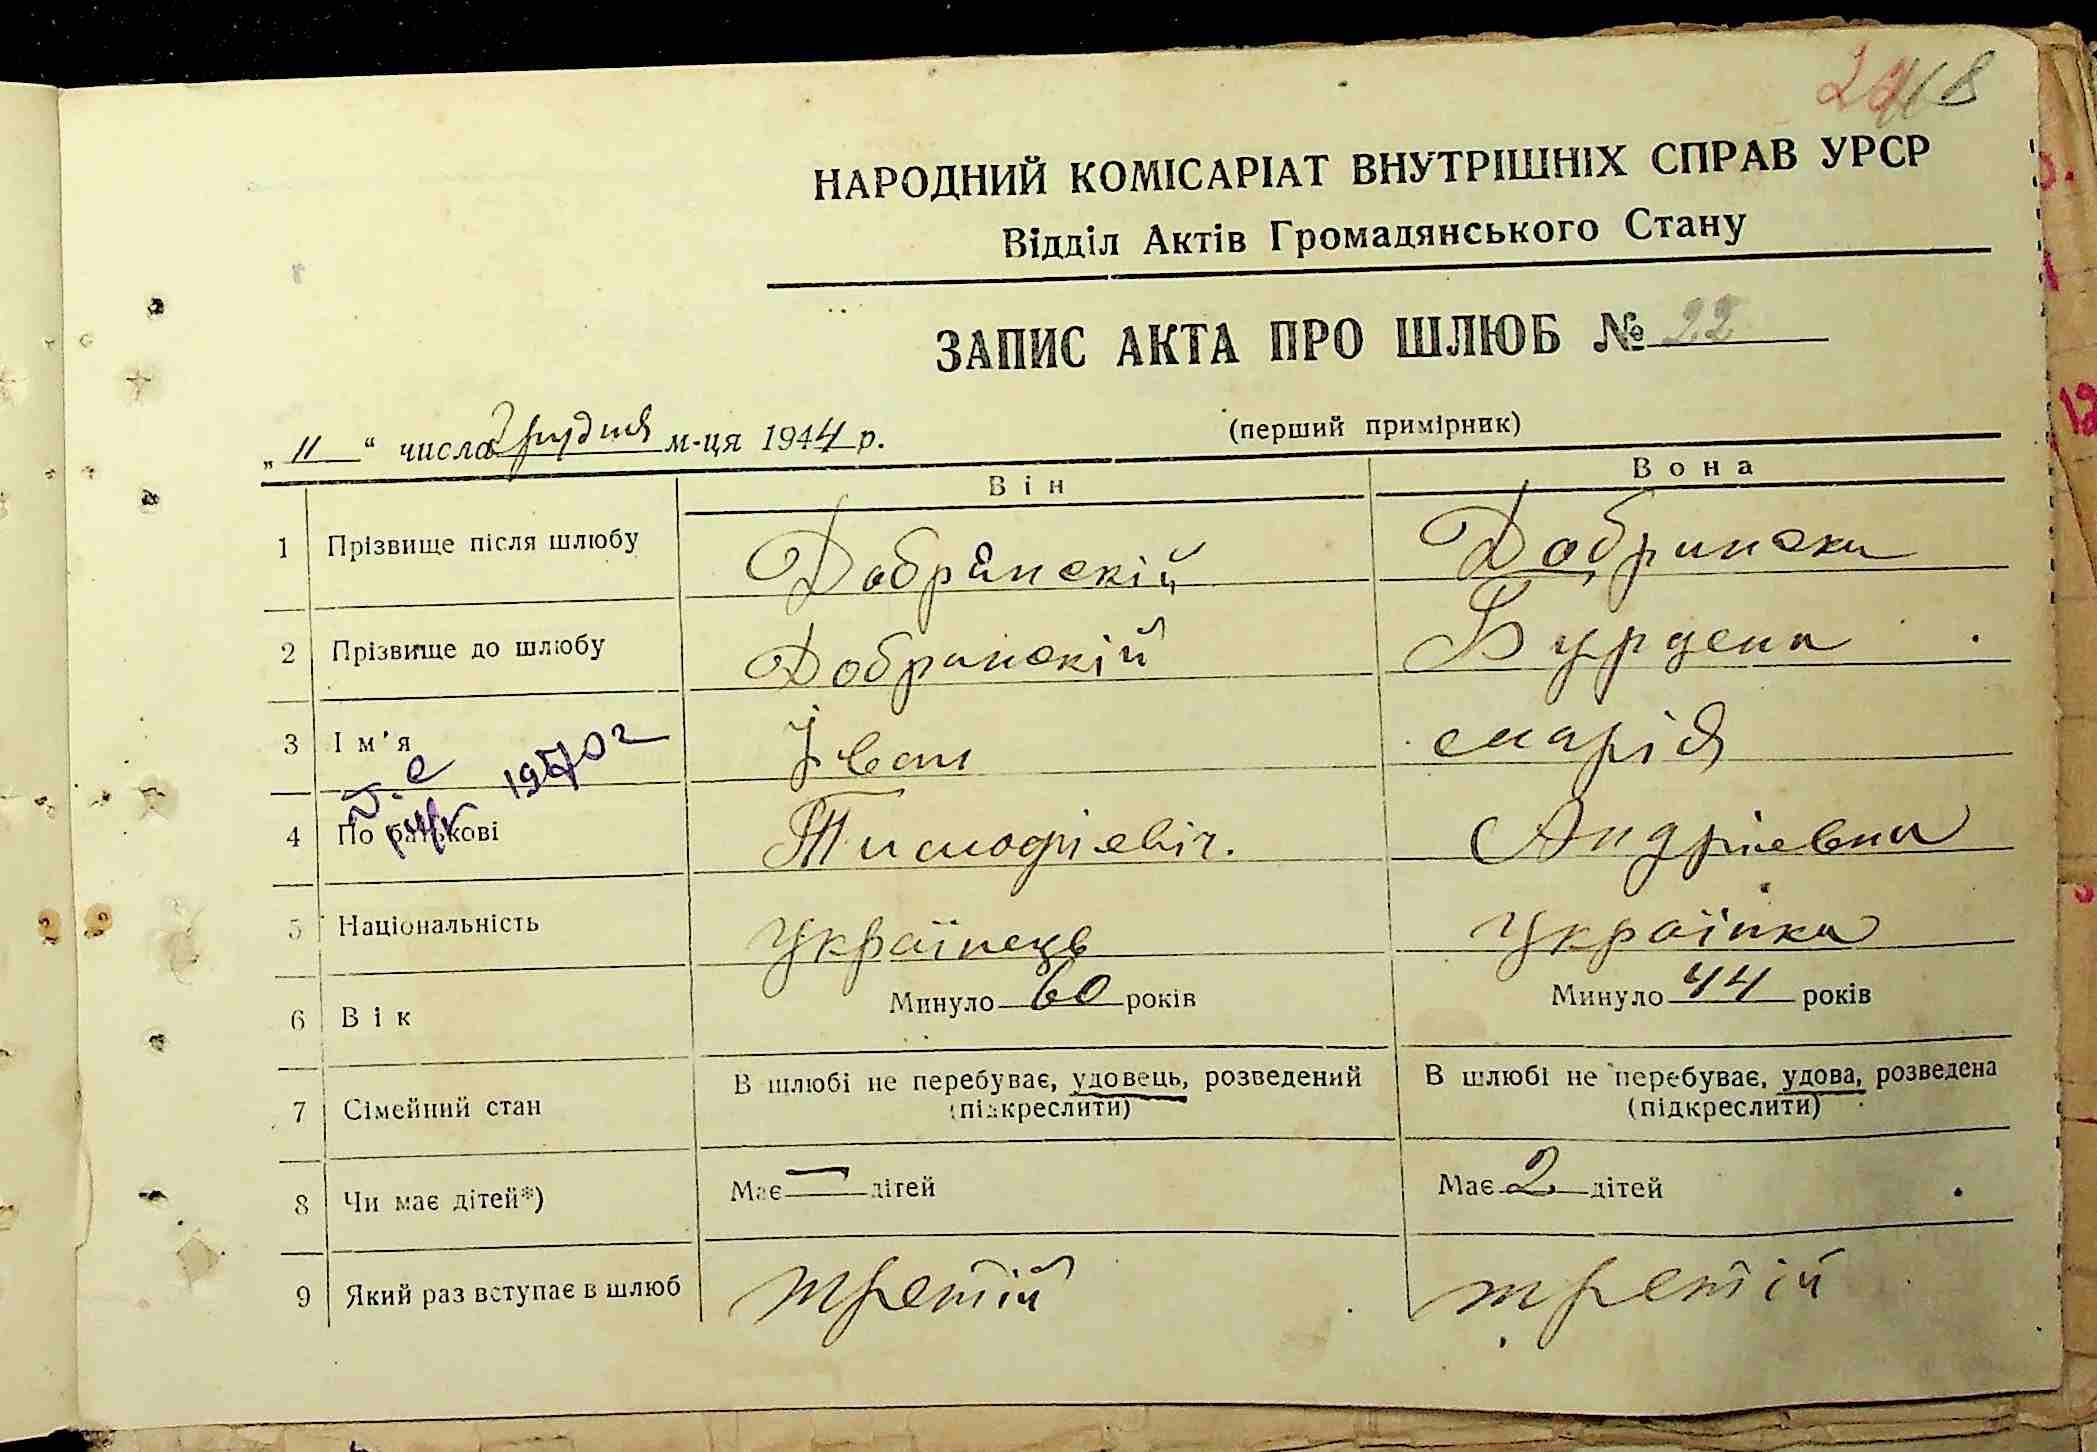 48
НАРОДНИЙ КОМІСАРІАТ ВНУТРІШНІХ СПРАВ УРСР
Відділ Актів Громадянського Стану
ЗАПИС АКТА ПРО ШЛЮБ № 22
„ 11 “ числа Грудня м-ця 1944 р. (перший примірник)
Він Вона
1 Прізвище після шлюбу Добрянскій Добринска
2 Прізвище до шлюбу Добринскій Бурдена
3 Ім'я Іван Марія
1970 г
4 По батькові Тимофієвіч. Андрієвна
5 Національність Українець Українка
6 Вік Минуло 60 років Минуло 44 років
7 Сімейний стан В шлюбі не перебуває, удовець, розведений В шлюбі не перебуває, удова, розведена
(підкреслити) (підкреслити)
8 Чи має дітей*) Має — дітей Має 2 дітей
9 Який раз вступає в шлюб третій третій